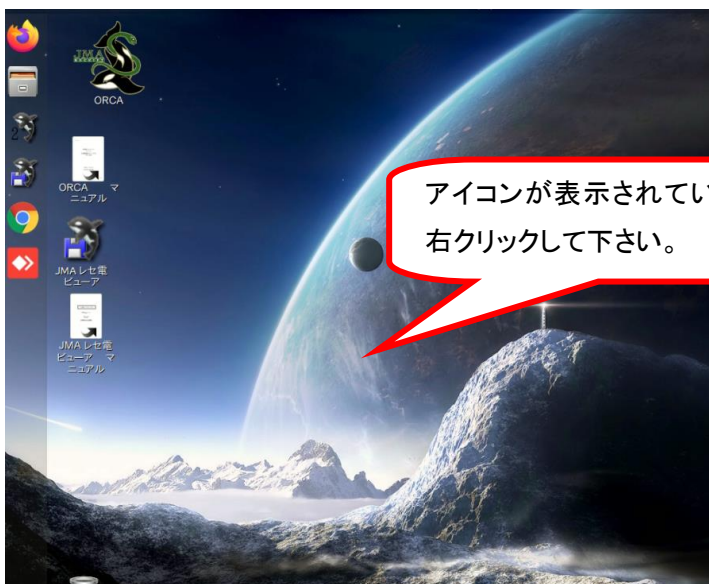 JMA
ORCA
ORCA マ
ニュアル
JMA レセ電
ビューア
JMA レセ電
ビューア マ
ニュアル
2
アイコンが表示されてい
右クリックして下さい。